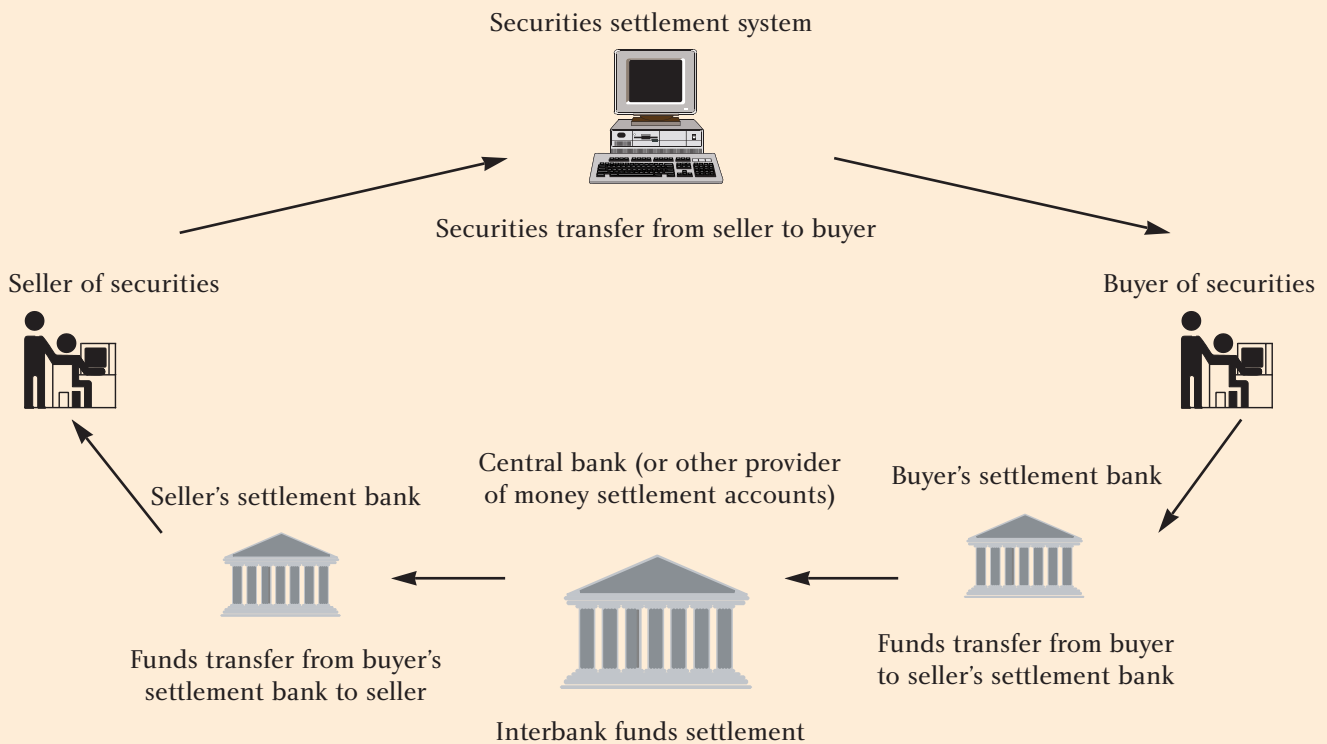 Securities settlement system
Securities transfer from seller to buyer
Seller of securities
Buyer of securities
Central bank (or other provider
of money settlement accounts)
Buyer’s settlement bank
Seller’s settlement bank
Funds transfer from buyer’s
settlement bank to seller
Funds transfer from buyer
to seller’s settlement bank
Interbank funds settlement